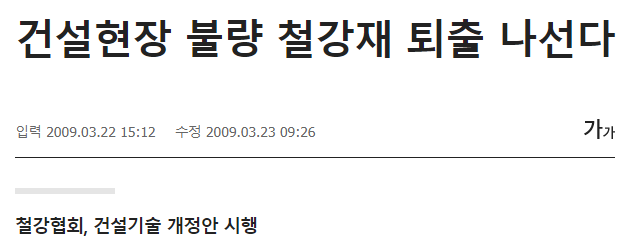 건설현장 불량 철강재 퇴출 나선다
입력 2009.03.22 15:12 수정 2009.03.23 09:26 가가
철강협회, 건설기술 개정안 시행